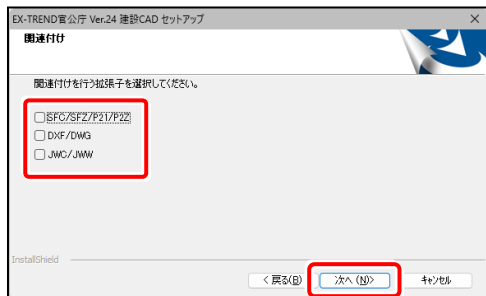 EX-TREND官公庁 Ver.24 建設CAD セットアップ
関連付け
関連付けを行う拡張子を選択してください。
SFC/SFZ/P21/P2Z
DXF/DWG
JWC/JWW
InstallShield
< 戻る(B)
次へ (N)>
キャンセル